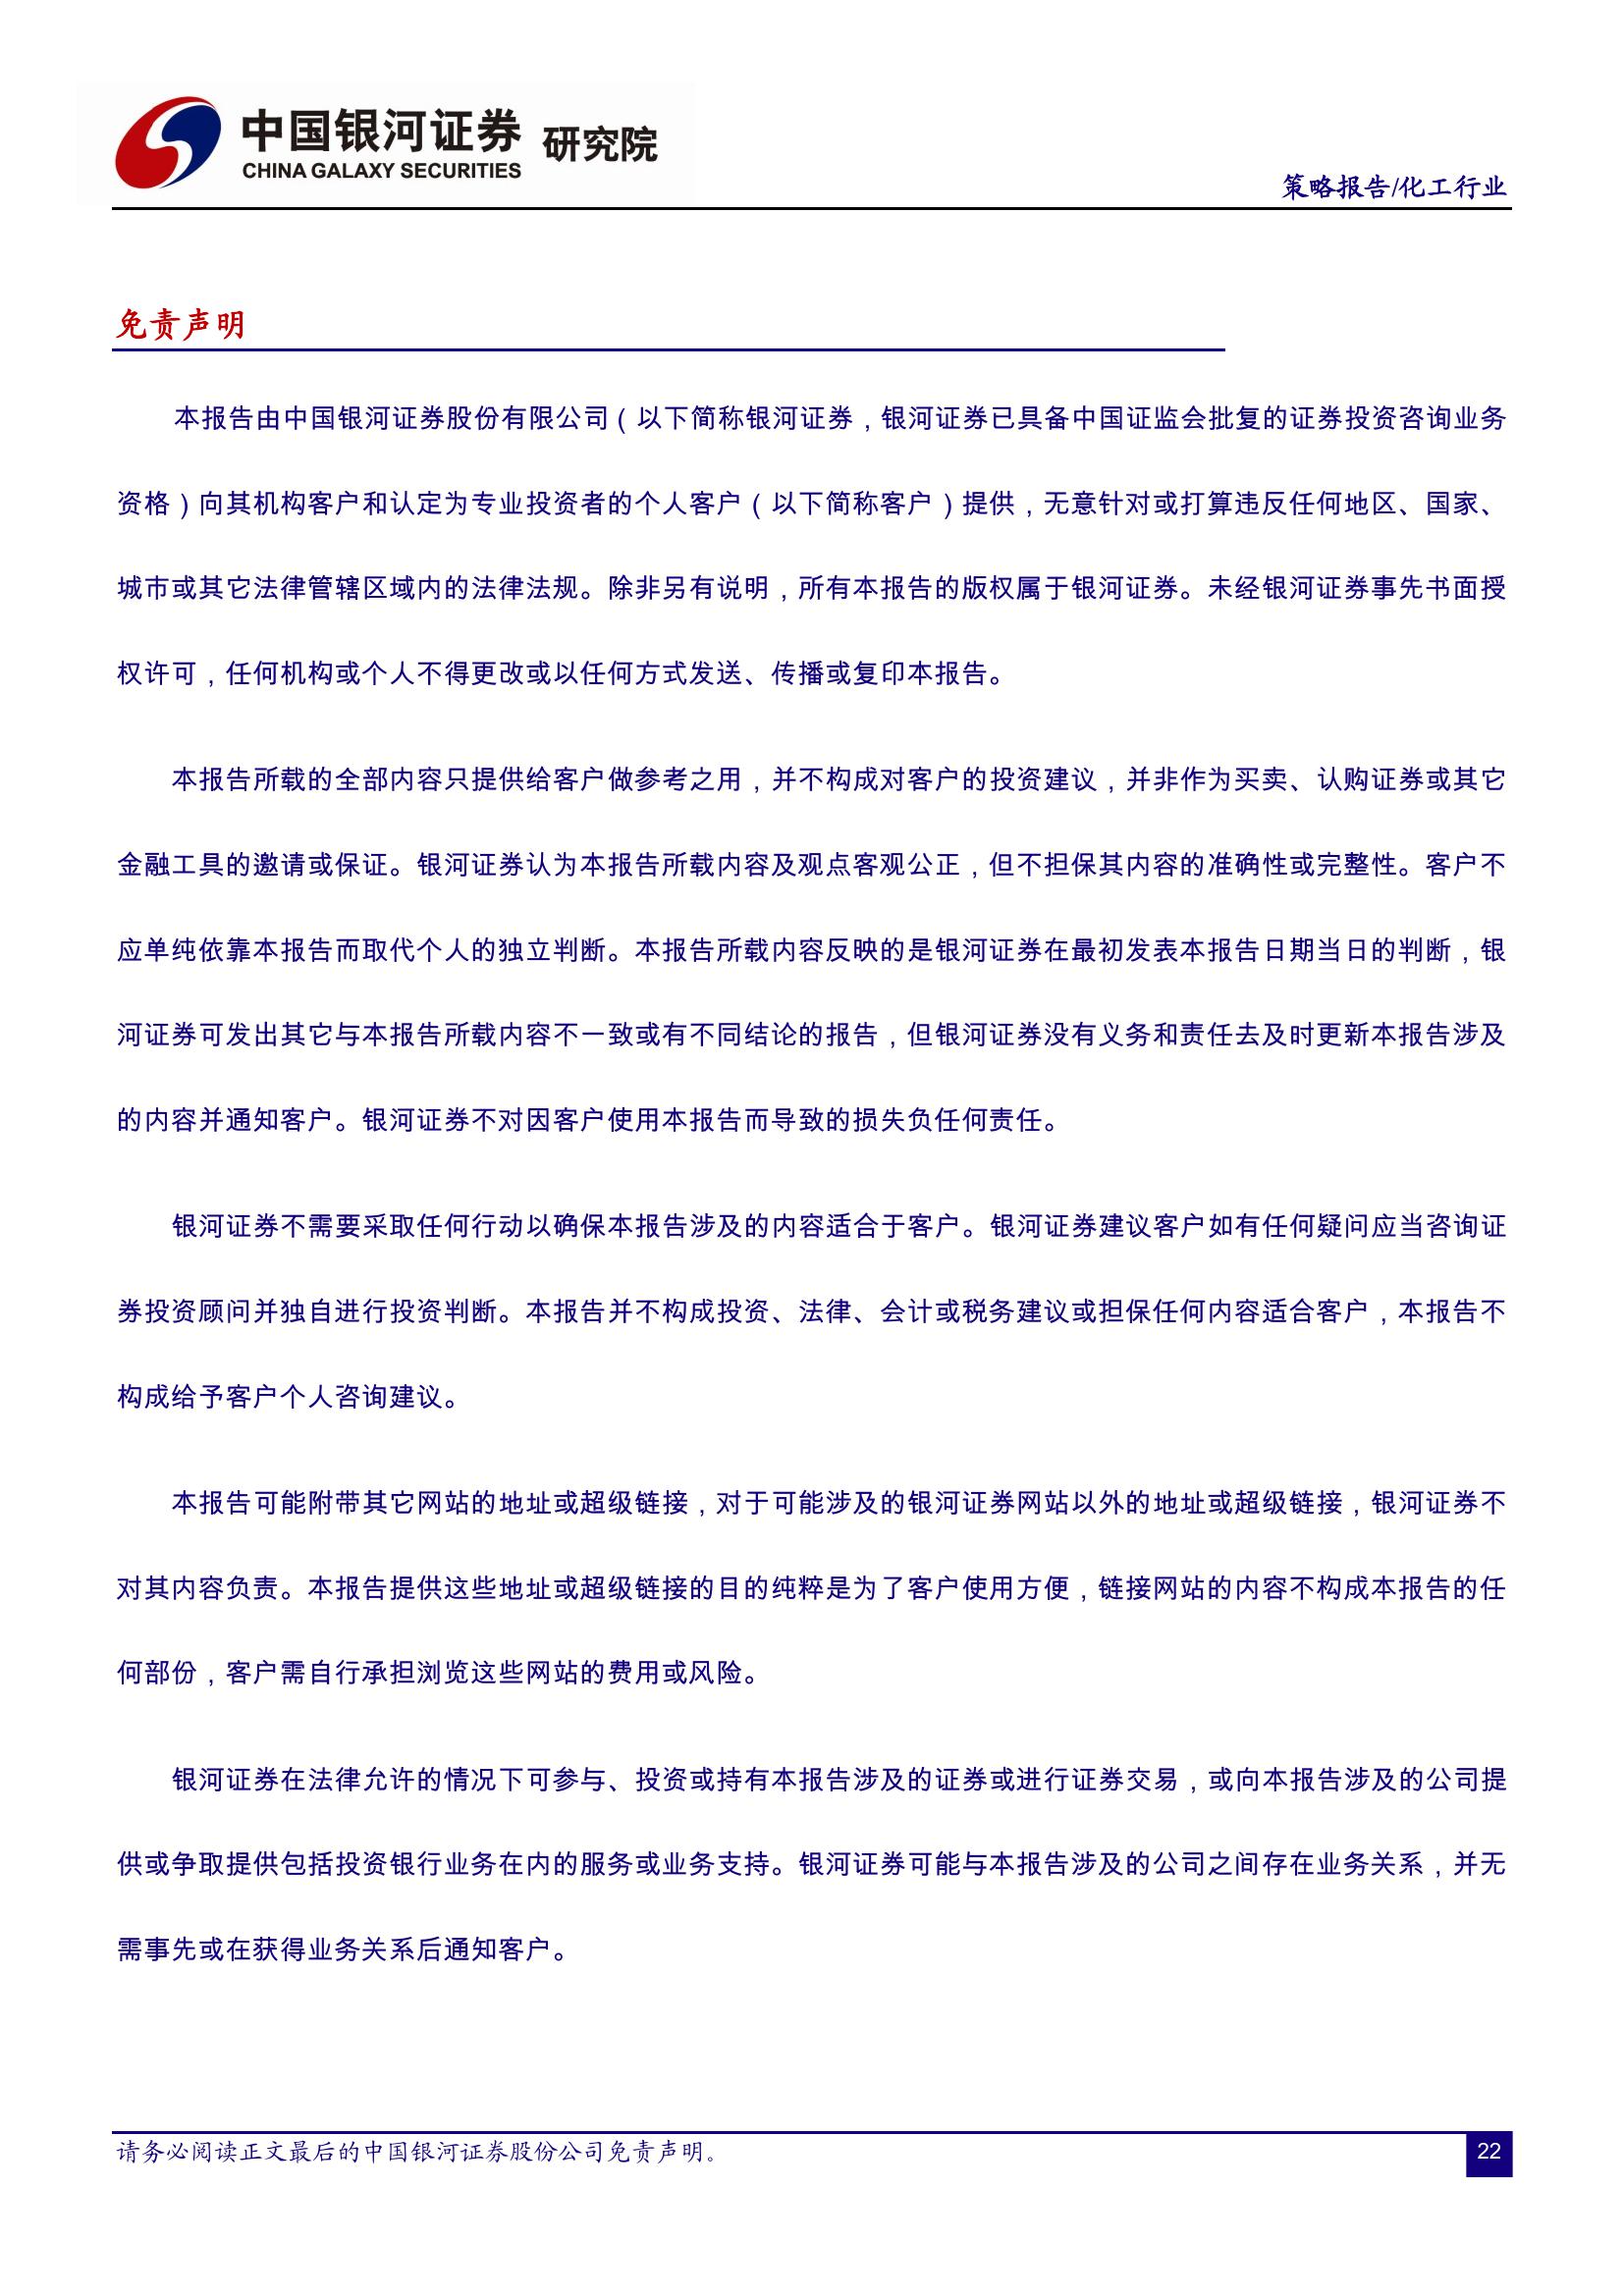 中国银河证券 研究院
CHINA GALAXY SECURITIES
策略报告/化工行业
免责声明
本报告由中国银河证券股份有限公司(以下简称银河证券,银河证券已具备中国证监会批复的证券投资咨询业务
资格)向其机构客户和认定为专业投资者的个人客户(以下简称客户)提供,无意针对或打算违反任何地区、国家、
城市或其它法律管辖区域内的法律法规。除非另有说明,所有本报告的版权属于银河证券。未经银河证券事先书面授
权许可,任何机构或个人不得更改或以任何方式发送、传播或复印本报告。
本报告所载的全部内容只提供给客户做参考之用,并不构成对客户的投资建议,并非作为买卖、认购证券或其它
金融工具的邀请或保证。银河证券认为本报告所载内容及观点客观公正,但不担保其内容的准确性或完整性。客户不
应单纯依靠本报告而取代个人的独立判断。本报告所载内容反映的是银河证券在最初发表本报告日期当日的判断,银
河证券可发出其它与本报告所载内容不一致或有不同结论的报告,但银河证券没有义务和责任去及时更新本报告涉及
的内容并通知客户。银河证券不对因客户使用本报告而导致的损失负任何责任。
银河证券不需要采取任何行动以确保本报告涉及的内容适合于客户。银河证券建议客户如有任何疑问应当咨询证
券投资顾问并独自进行投资判断。本报告并不构成投资、法律、会计或税务建议或担保任何内容适合客户,本报告不
构成给予客户个人咨询建议。
本报告可能附带其它网站的地址或超级链接,对于可能涉及的银河证券网站以外的地址或超级链接,银河证券不
对其内容负责。本报告提供这些地址或超级链接的目的纯粹是为了客户使用方便,链接网站的内容不构成本报告的任
何部份,客户需自行承担浏览这些网站的费用或风险。
银河证券在法律允许的情况下可参与、投资或持有本报告涉及的证券或进行证券交易,或向本报告涉及的公司提
供或争取提供包括投资银行业务在内的服务或业务支持。银河证券可能与本报告涉及的公司之间存在业务关系,并无
需事先或在获得业务关系后通知客户。
请务必阅读正文最后的中国银河证券股份公司免责声明。
22